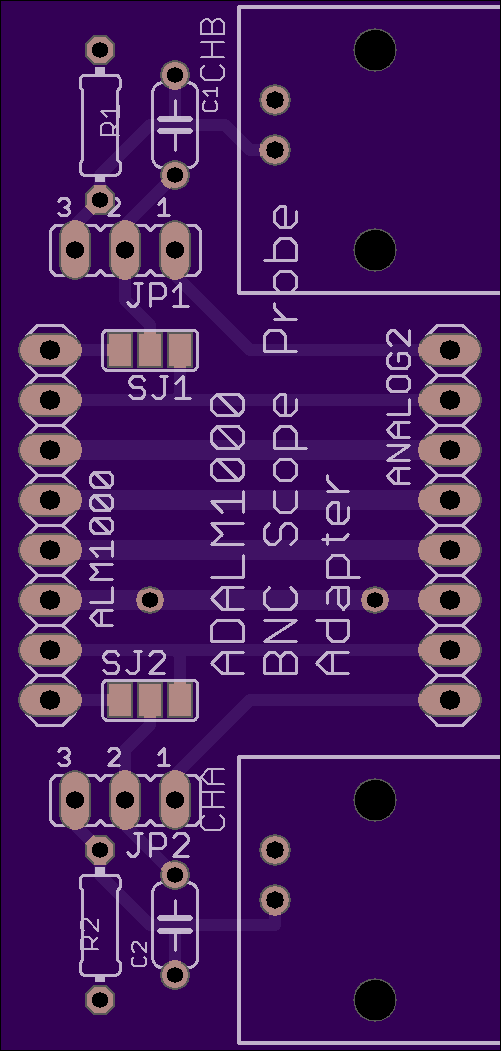 CHB
C1
R1
3 2 1
JP1
SJ1
ANALOG2
ALM1000
ADALM1000
BNC Scope Probe
Adapter
SJ2
3 2 1
CHA
JP2
R2
C2